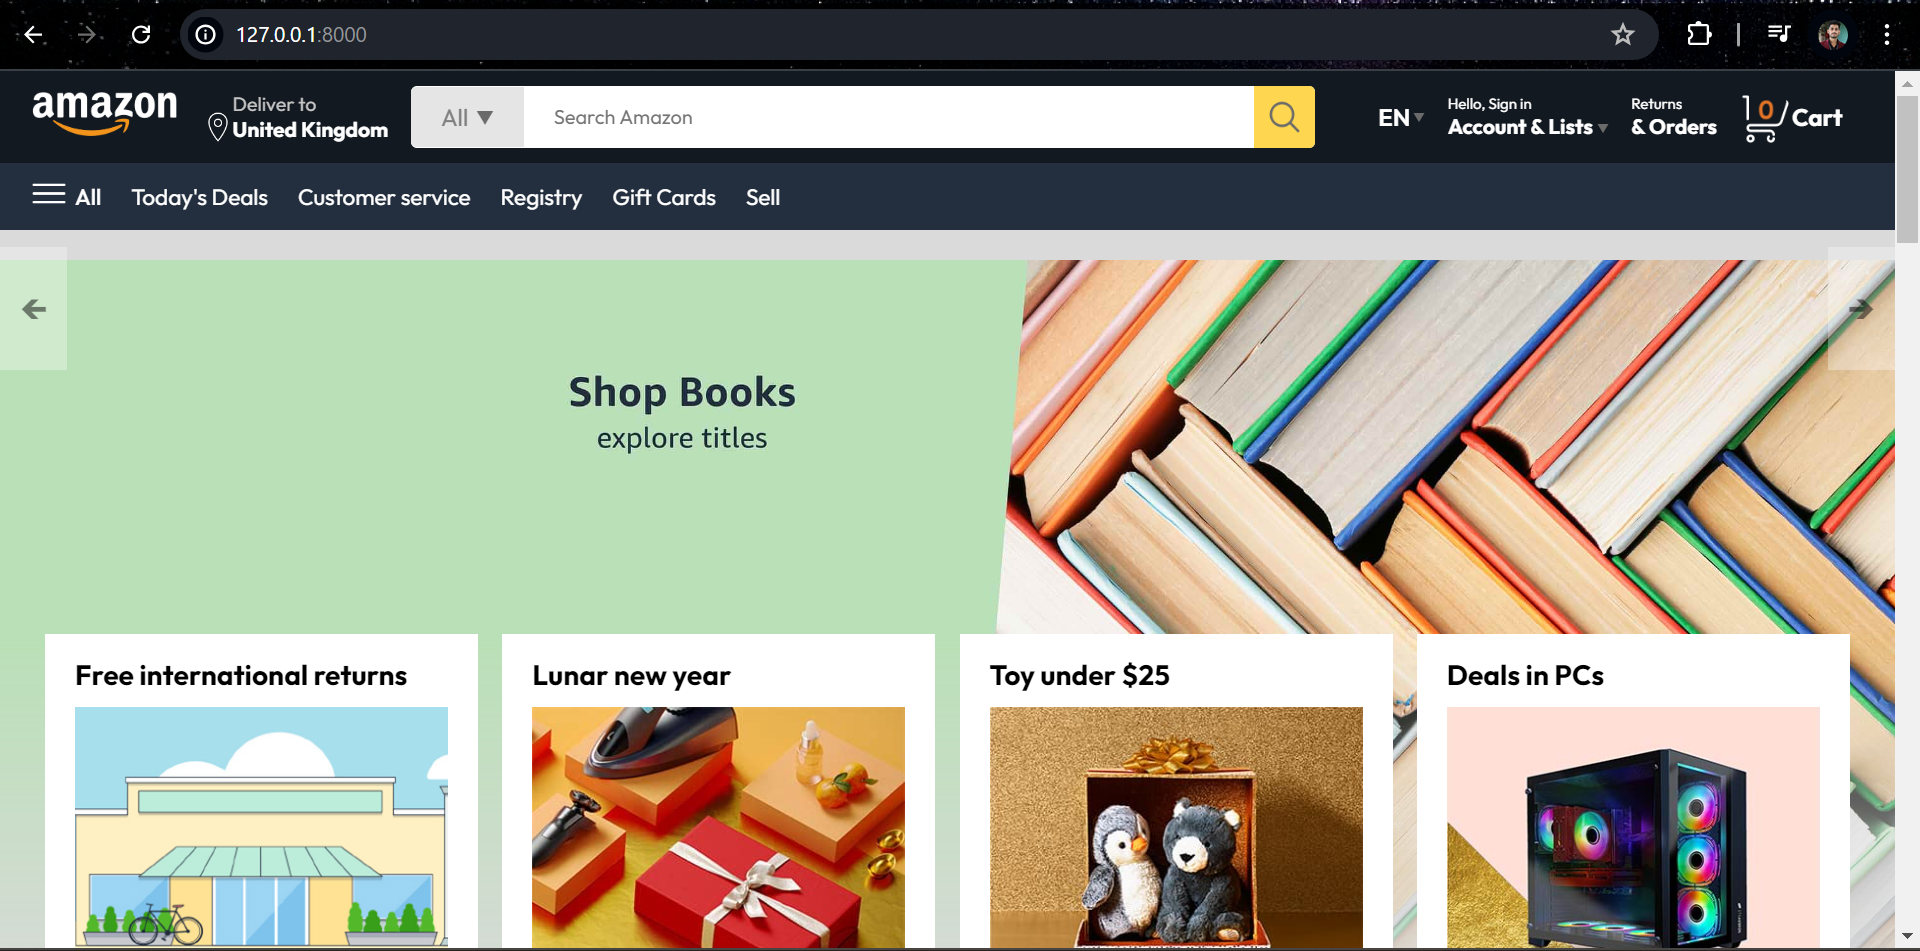 127.0.0.1:8000
amazon
Deliver to
United Kingdom
All
Search Amazon
EN
Hello, Sign in
Account & Lists
Returns
& Orders
0
Cart
All
Today's Deals
Customer service
Registry
Gift Cards
Sell
Shop Books
explore titles
Free international returns
Lunar new year
Toy under $25
Deals in PCs